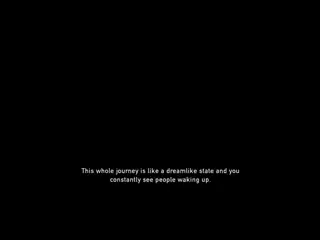 This whole journey is like a dreamlike state and you
constantly see people waking up.